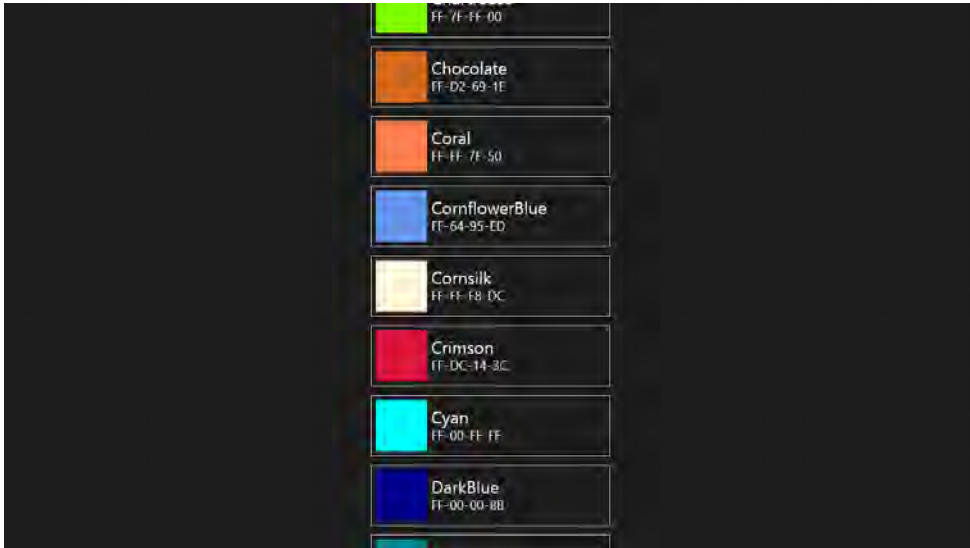 FF-7F-FF-00
Chocolate
FF-D2-69-1E
Coral
FF-FF-7F-50
CornflowerBlue
FF-64-95-ED
Cornsilk
FF-FF-F8-DC
Crimson
FF-DC-14-3C
Cyan
FF-00-FF-FF
DarkBlue
FF-00-00-8B